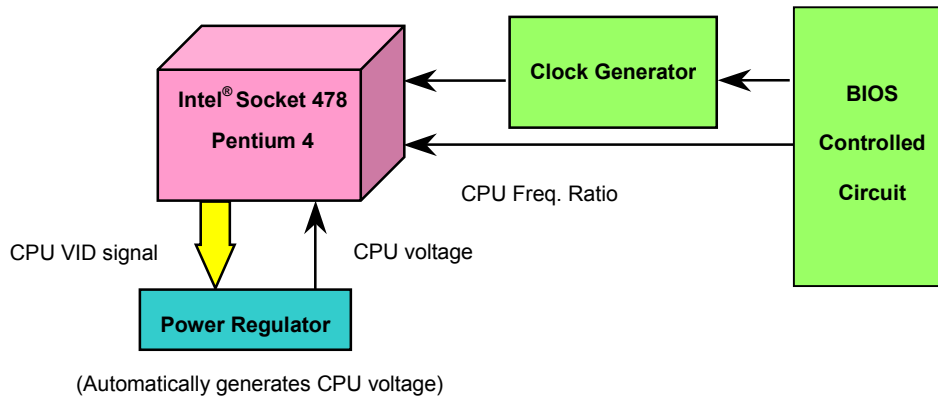 Intel® Socket 478
Pentium 4
Clock Generator
BIOS
Controlled
Circuit
CPU Freq. Ratio
CPU VID signal
CPU voltage
Power Regulator
(Automatically generates CPU voltage)